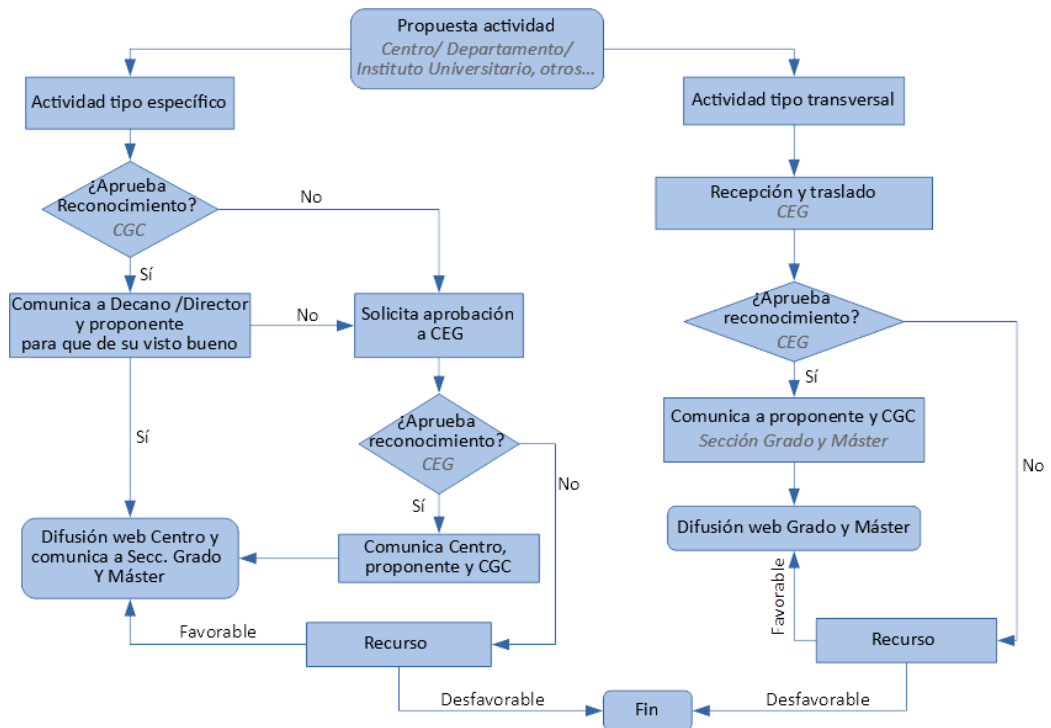 Propuesta actividad
Centro/ Departamento/
Instituto Universitario, otros...
Actividad tipo específico
Actividad tipo transversal
¿Aprueba
Reconocimiento?
CGC
No
Recepción y traslado
CEG
Sí
Comunica a Decano /Director
y proponente
para que de su visto bueno
No
Solicita aprobación
a CEG
¿Aprueba
reconocimiento?
CEG
Sí
Sí
¿Aprueba
reconocimiento?
CEG
No
Sí
Comunica a proponente y CGC
Sección Grado y Máster
No
Difusión web Centro y
comunica a Secc. Grado
Y Máster
Comunica Centro,
proponente y CGC
Difusión web Grado y Máster
Favorable
Recurso
Favorable
Recurso
Desfavorable
Fin
Desfavorable